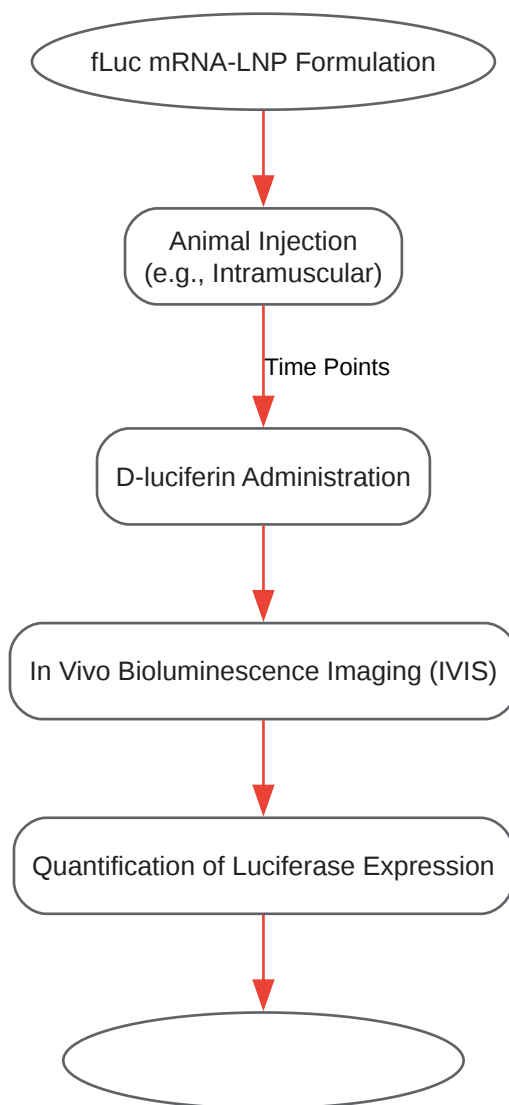 fLuc mRNA-LNP Formulation
Animal Injection
(e.g., Intramuscular)
Time Points
D-luciferin Administration
In Vivo Bioluminescence Imaging (IVIS)
Quantification of Luciferase Expression